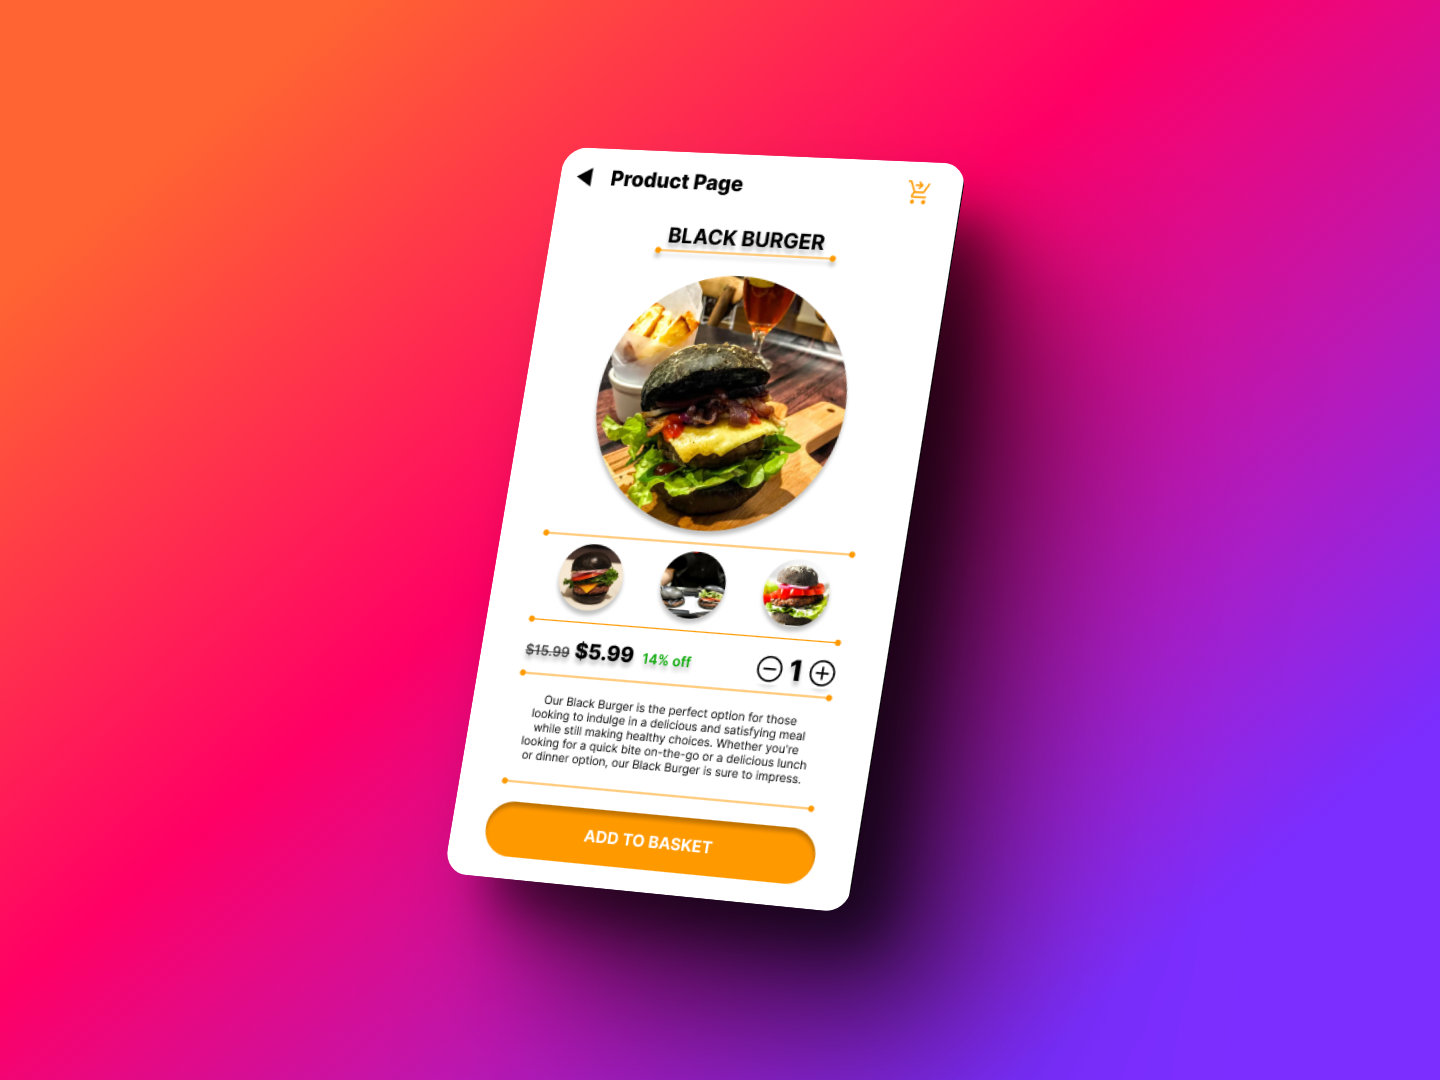 Product Page
BLACK BURGER
$15.99 $5.99 14% off 1
Our Black Burger is the perfect option for those
looking to indulge in a delicious and satisfying meal
while still making healthy choices. Whether you're
looking for a quick bite on-the-go or a delicious lunch
or dinner option, our Black Burger is sure to impress.
ADD TO BASKET